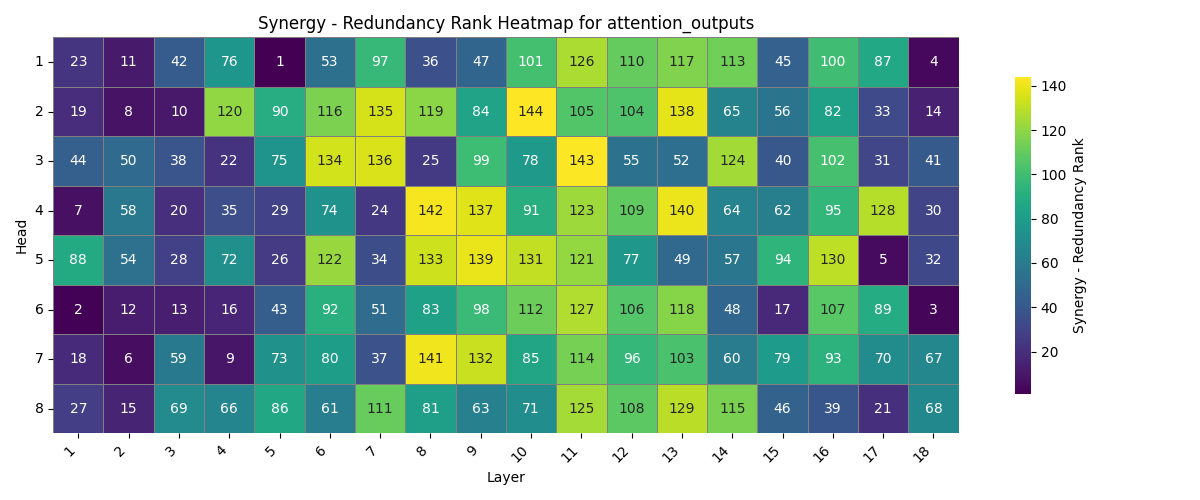 Synergy - Redundancy Rank Heatmap for attention_outputs
Head
1 23 11 42 76 1 53 97 36 47 101 126 110 117 113 45 100 87 4
2 19 8 10 120 90 116 135 119 84 144 105 104 138 65 56 82 33 14
3 44 50 38 22 75 134 136 25 99 78 143 55 52 124 40 102 31 41
4 7 58 20 35 29 74 24 142 137 91 123 109 140 64 62 95 128 30
5 88 54 28 72 26 122 34 133 139 131 121 77 49 57 94 130 5 32
6 2 12 13 16 43 92 51 83 98 112 127 106 118 48 17 107 89 3
7 18 6 59 9 73 80 37 141 132 85 114 96 103 60 79 93 70 67
8 27 15 69 66 86 61 111 81 63 71 125 108 129 115 46 39 21 68
1 2 3 4 5 6 7 8 9 10 11 12 13 14 15 16 17 18
Layer
140
120
100
80
60
40
20
Synergy - Redundancy Rank